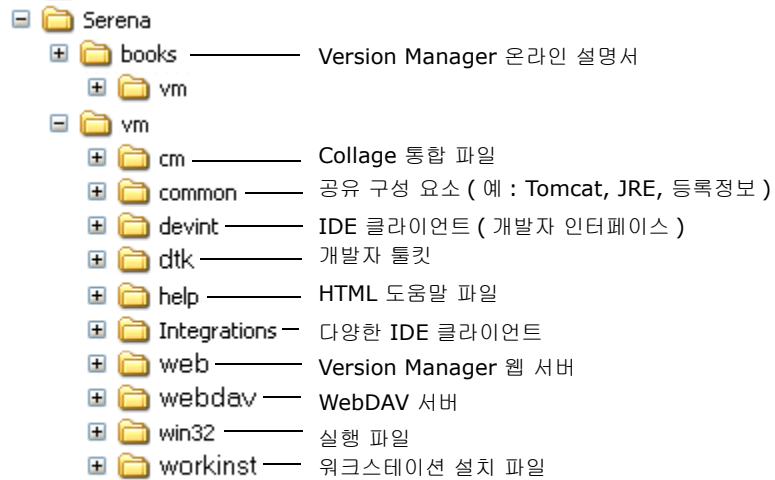 Serena
books Version Manager 온라인 설명서
vm
vm
cm Collage 통합 파일
common 공유 구성 요소 ( 예 : Tomcat, JRE, 등록정보 )
devint IDE 클라이언트 ( 개발자 인터페이스 )
dtk 개발자 툴킷
help HTML 도움말 파일
Integrations 다양한 IDE 클라이언트
web Version Manager 웹 서버
webdav WebDAV 서버
win32 실행 파일
workinst 워크스테이션 설치 파일